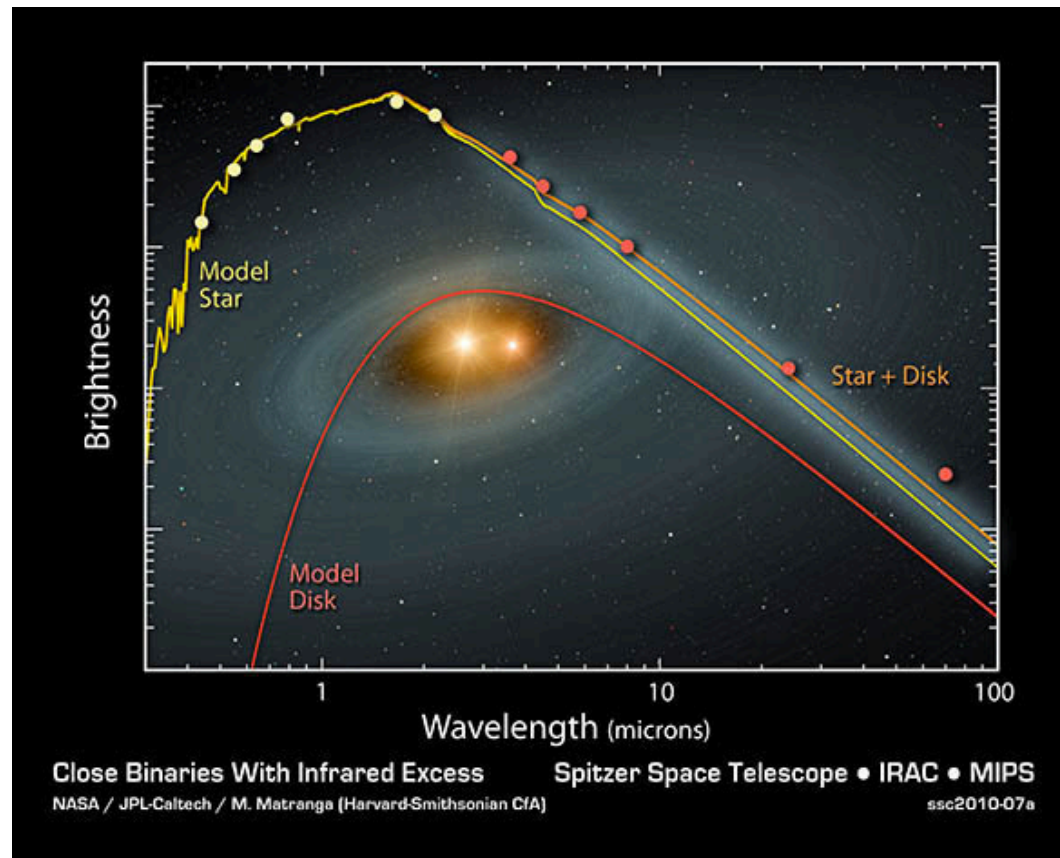 Model
Star
Brightness
Star + Disk
Model
Disk
1
10
100
Wavelength (microns)
Close Binaries With Infrared Excess
Spitzer Space Telescope ● IRAC ● MIPS
NASA / JPL-Caltech / M. Matranga (Harvard-Smithsonian CfA)
ssc2010-07a